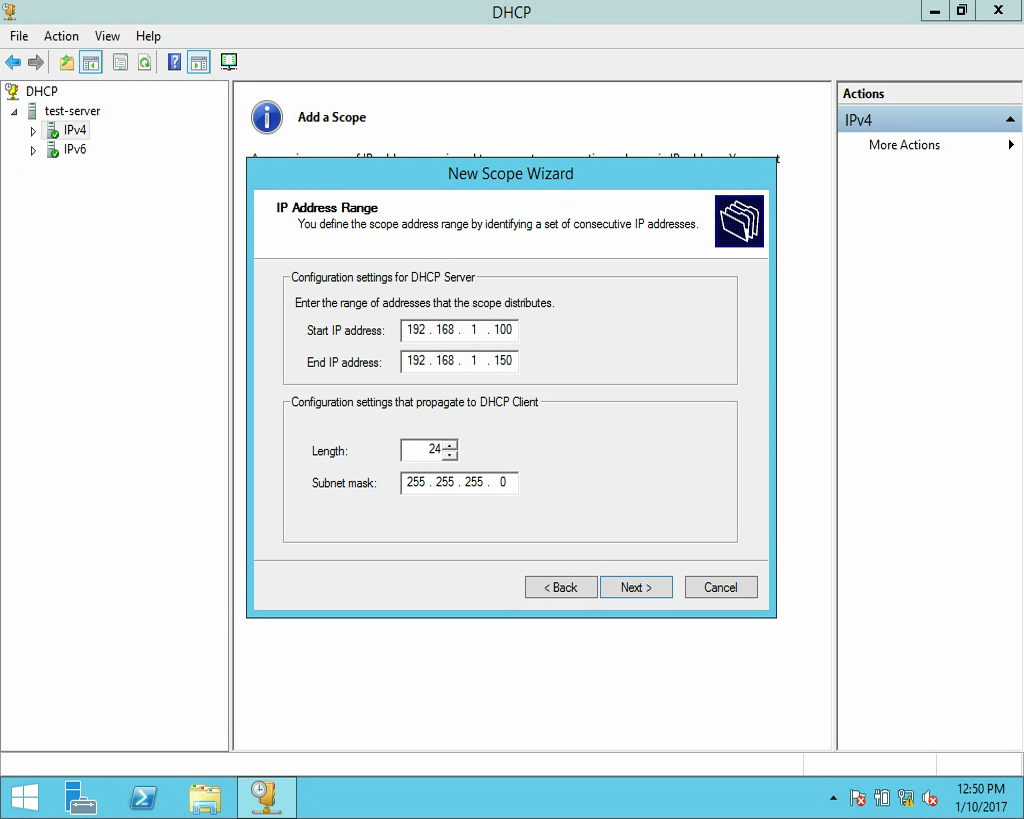 DHCP
File Action View Help
DHCP
test-server
IPv4
IPv6
Add a Scope
New Scope Wizard
IP Address Range
You define the scope address range by identifying a set of consecutive IP addresses.
Configuration settings for DHCP Server
Enter the range of addresses that the scope distributes.
Start IP address: 192 . 168 . 1 . 100
End IP address: 192 . 168 . 1 . 150
Configuration settings that propagate to DHCP Client
Length: 24
Subnet mask: 255 . 255 . 255 . 0
< Back Next > Cancel
Actions
IPv4
More Actions
12:50 PM
1/10/2017